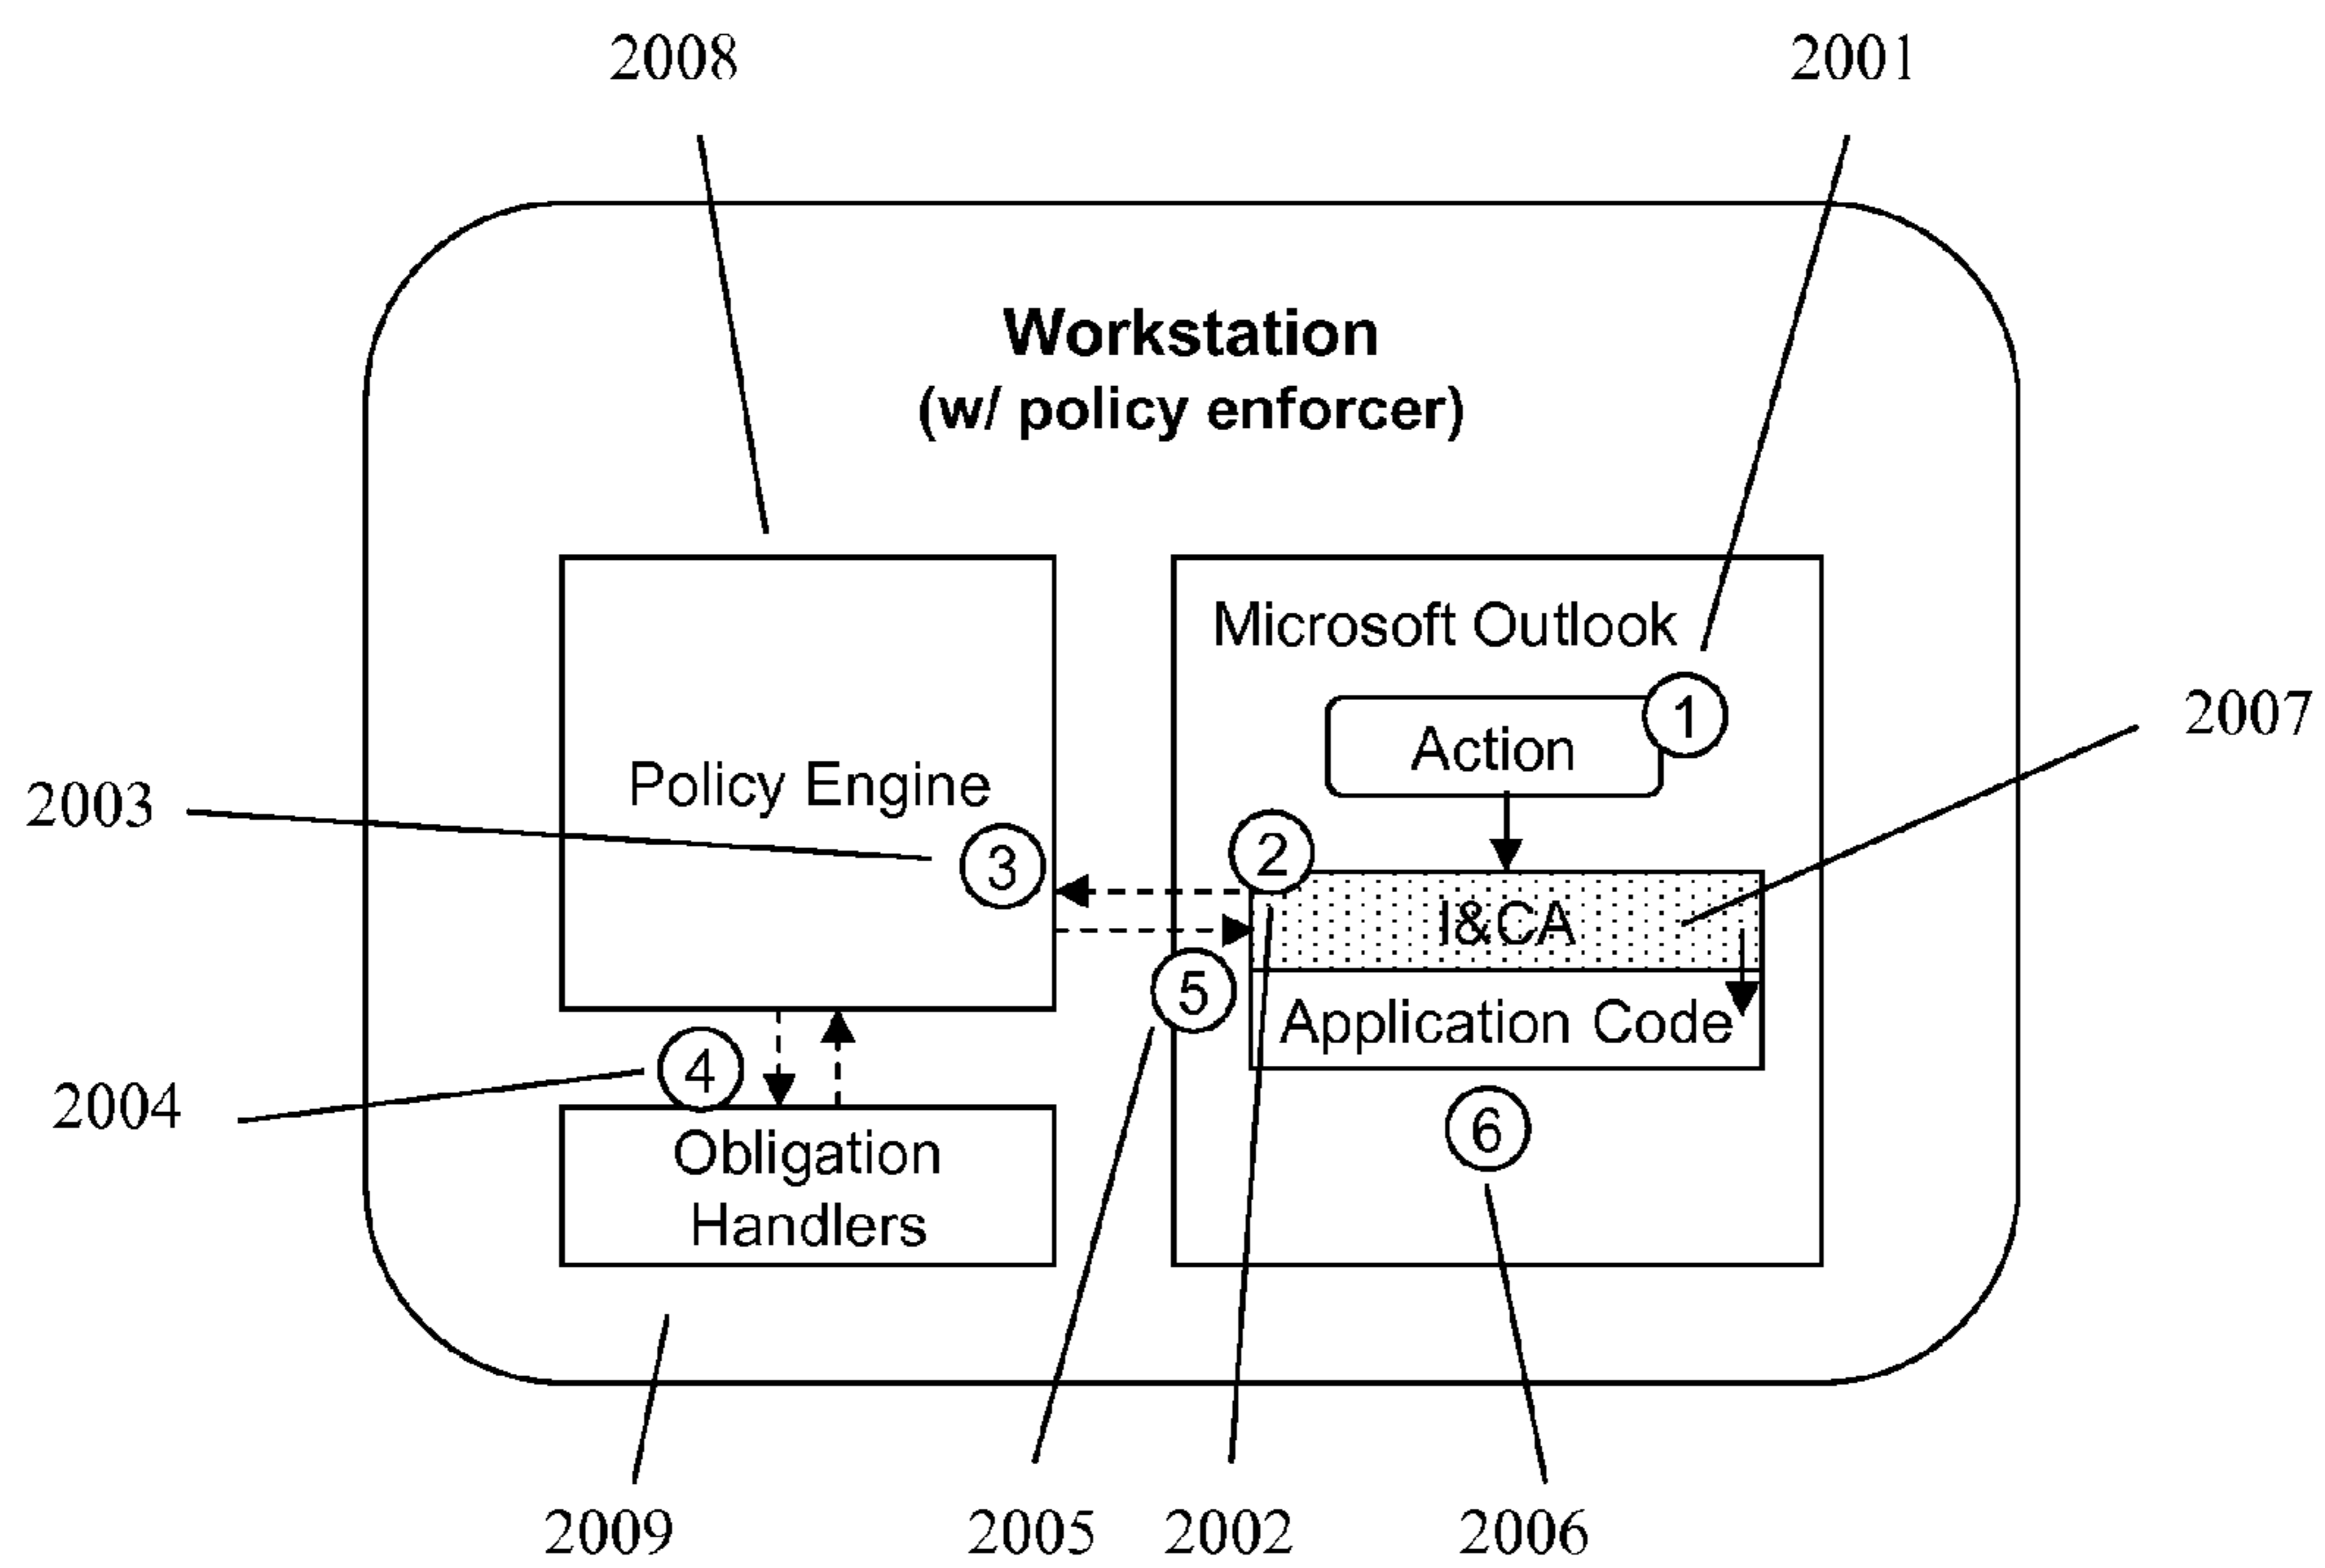 2008
2001
Workstation
(w/ policy enforcer)
Microsoft Outlook
1
Action
2007
Policy Engine
2003
2
3
I&CA
5
Application Code
4
2004
6
Obligation
Handlers
2009
2005
2002
2006